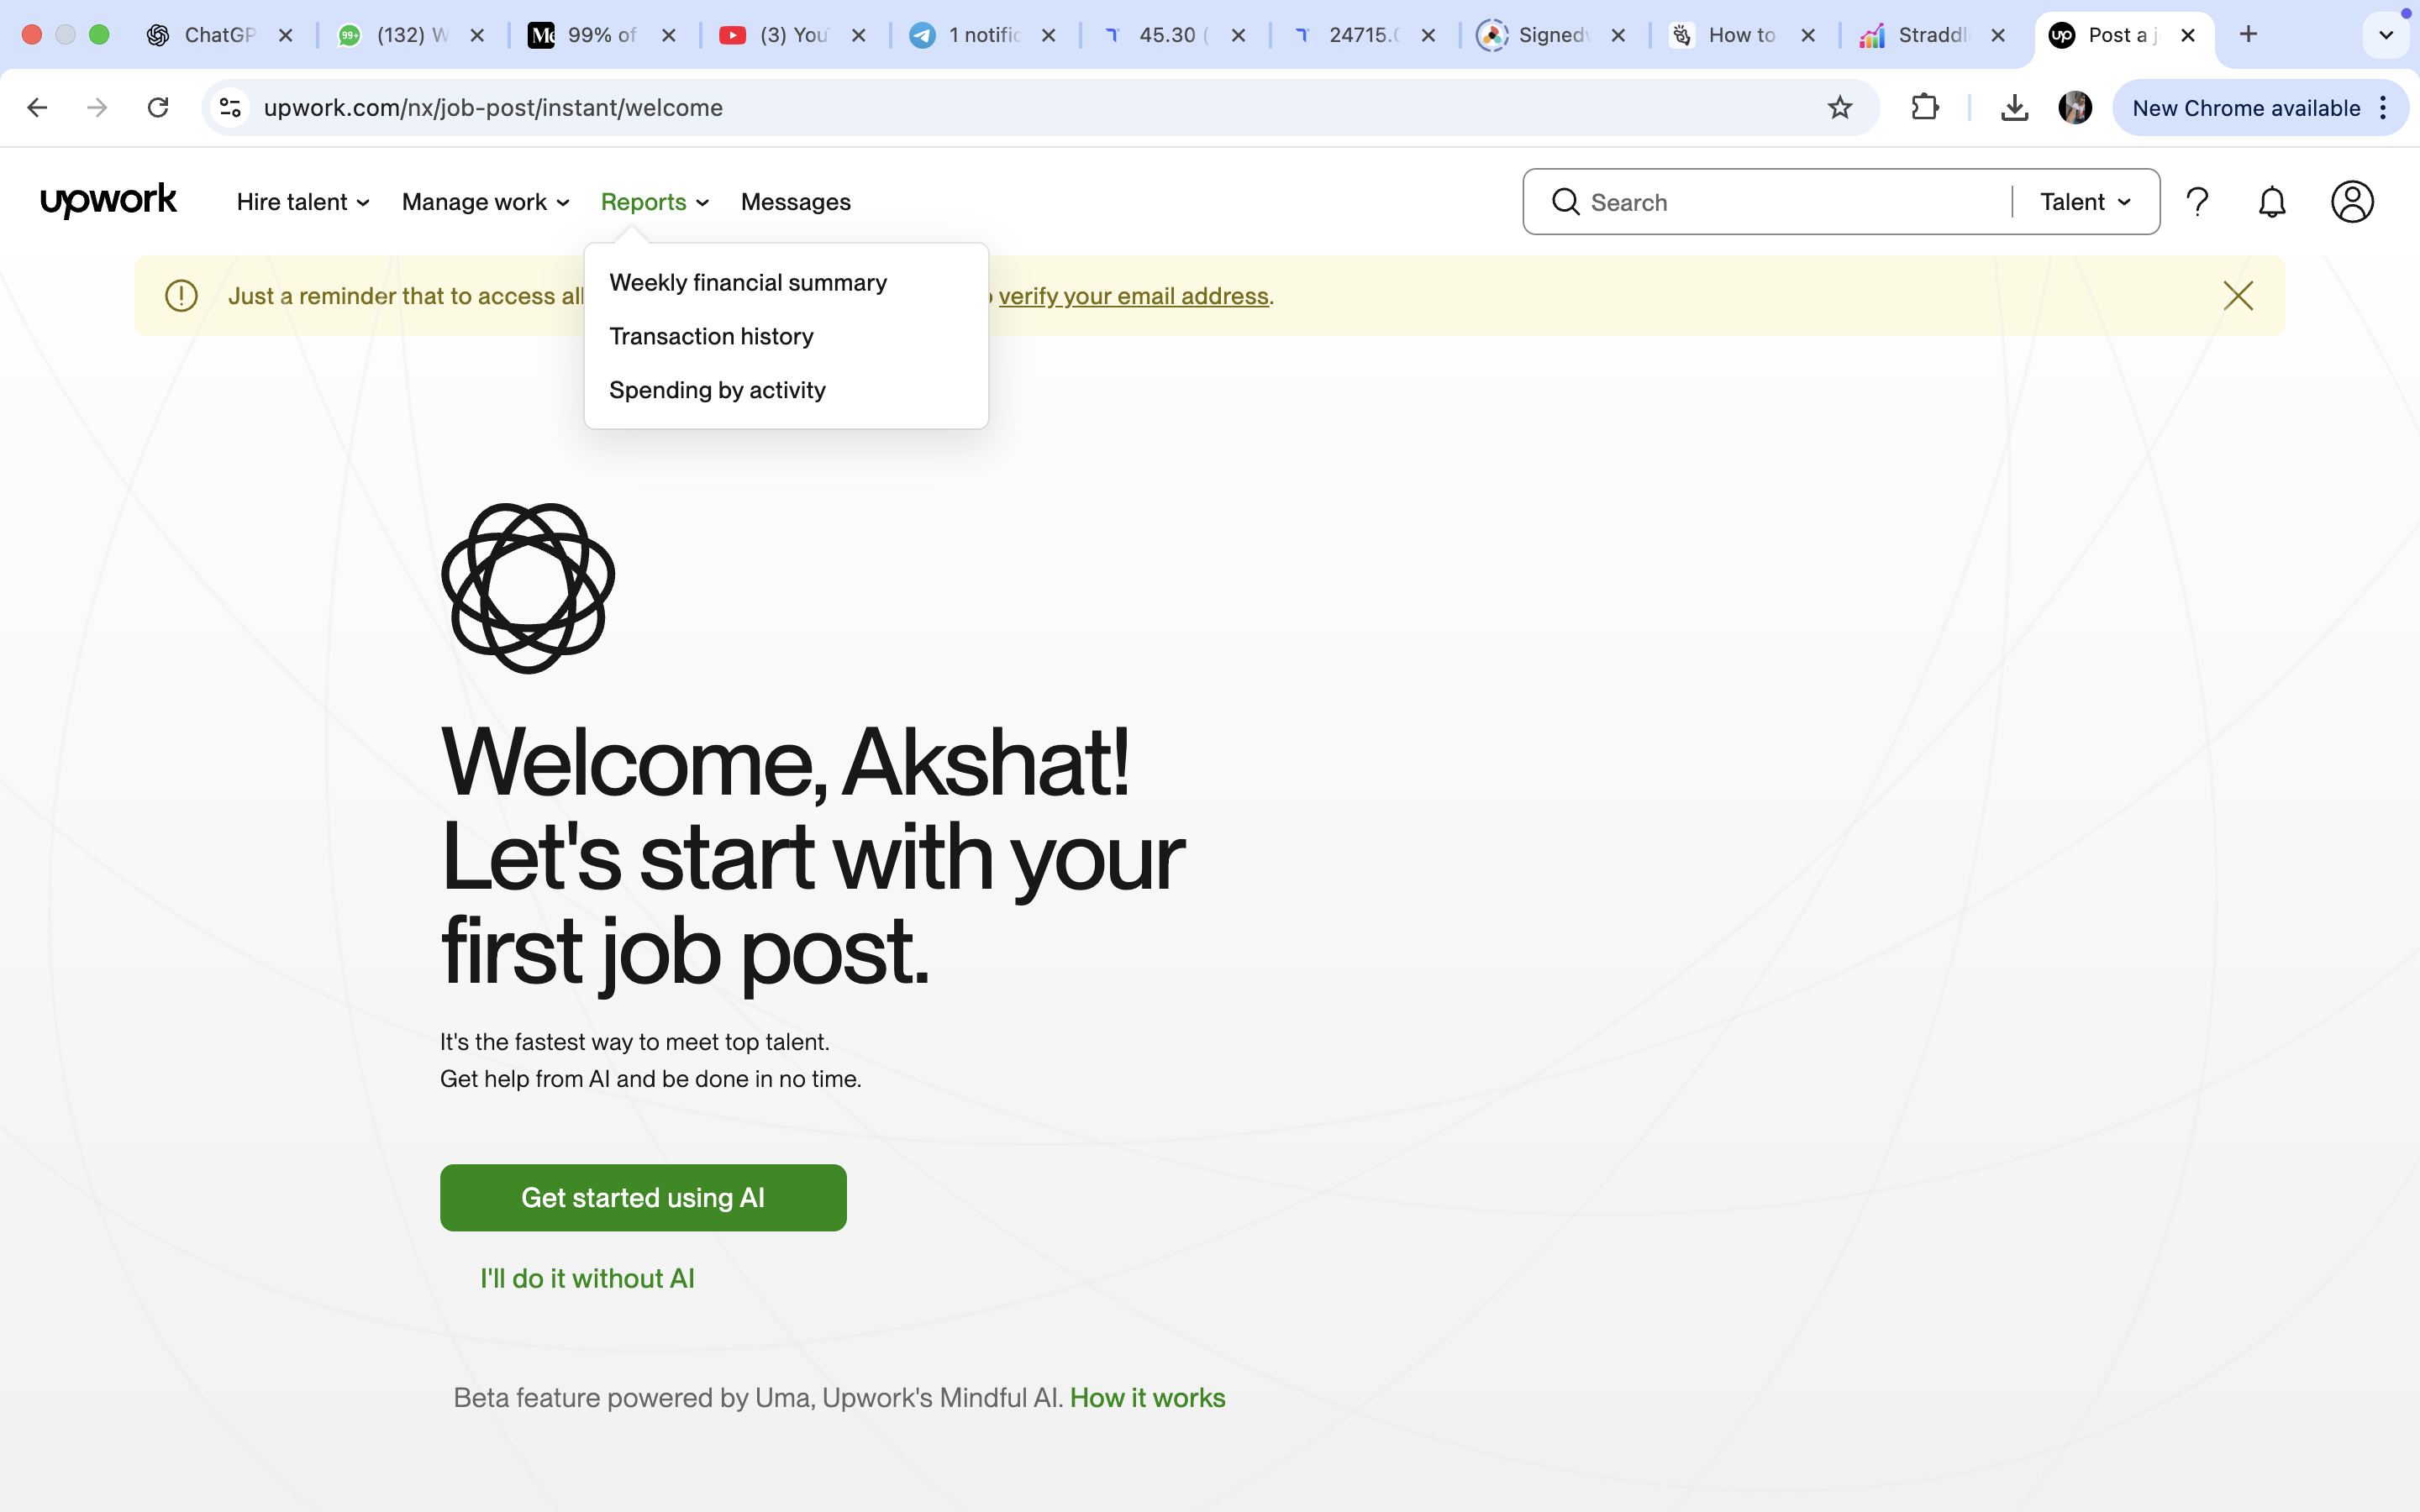 ChatGP
99+ (132) W
99% of
(3) You
1 notific
45.30 (
24715.0
Signed
How to
Straddl
up Post a j
upwork.com/nx/job-post/instant/welcome
New Chrome available
upwork
Hire talent
Manage work
Reports
Messages
Search
Talent
Just a reminder that to access all
verify your email address.
Weekly financial summary
Transaction history
Spending by activity
Welcome, Akshat!
Let's start with your
first job post.
It's the fastest way to meet top talent.
Get help from AI and be done in no time.
Get started using AI
I'll do it without AI
Beta feature powered by Uma, Upwork's Mindful AI. How it works